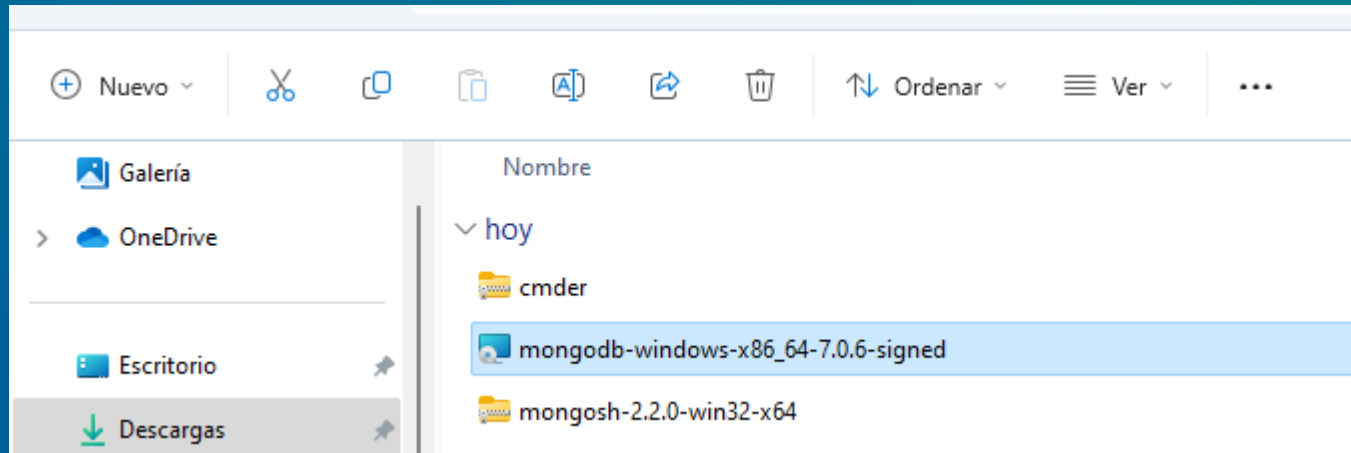 Nuevo Ordenar Ver
Galería
OneDrive
Escritorio
Descargas
Nombre
hoy
cmder
mongodb-windows-x86_64-7.0.6-signed
mongosh-2.2.0-win32-x64